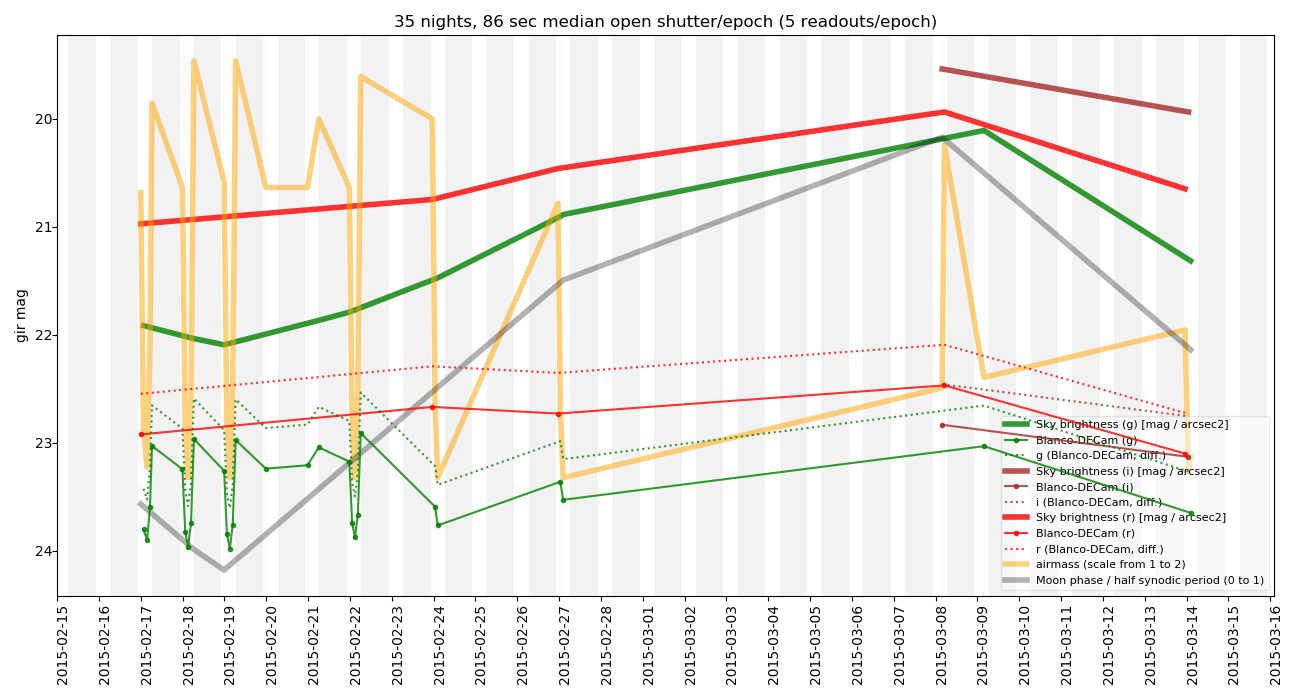 35 nights, 86 sec median open shutter/epoch (5 readouts/epoch)
gir mag
20
21
22
23
24
Sky brightness (g) [mag / arcsec2]
Blanco-DECam (g)
g (Blanco-DECam, diff.)
Sky brightness (i) [mag / arcsec2]
Blanco-DECam (i)
i (Blanco-DECam, diff.)
Sky brightness (r) [mag / arcsec2]
Blanco-DECam (r)
r (Blanco-DECam, diff.)
airmass (scale from 1 to 2)
Moon phase / half synodic period (0 to 1)
2015-02-15
2015-02-16
2015-02-17
2015-02-18
2015-02-19
2015-02-20
2015-02-21
2015-02-22
2015-02-23
2015-02-24
2015-02-25
2015-02-26
2015-02-27
2015-02-28
2015-03-01
2015-03-02
2015-03-03
2015-03-04
2015-03-05
2015-03-06
2015-03-07
2015-03-08
2015-03-09
2015-03-10
2015-03-11
2015-03-12
2015-03-13
2015-03-14
2015-03-15
2015-03-16